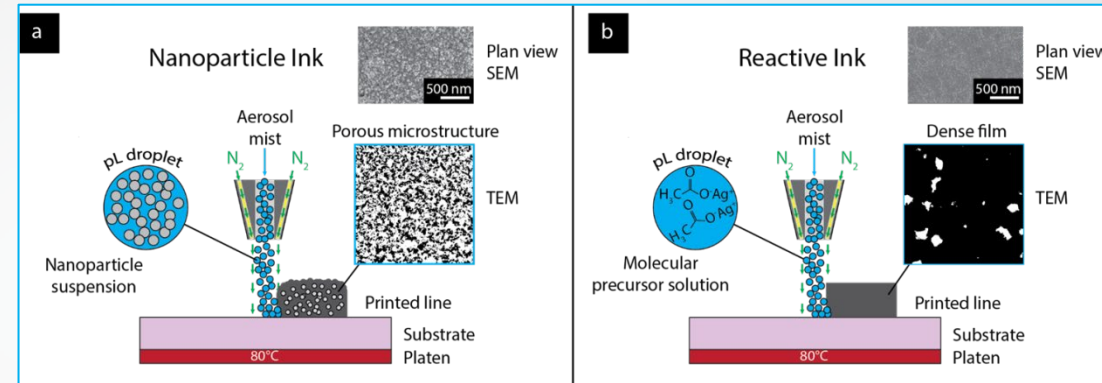 a
Nanoparticle Ink
Plan view
SEM
500 nm
Aerosol
mist
Porous microstructure
pL droplet
N2
N2
TEM
Nanoparticle
suspension
Printed line
Substrate
80°C
Platen
b
Reactive Ink
Plan view
SEM
500 nm
Aerosol
mist
Dense film
pL droplet
N2
N2
O
H3C
O-Ag+
O
H3C
O-Ag+
TEM
Molecular
precursor solution
Printed line
Substrate
80°C
Platen